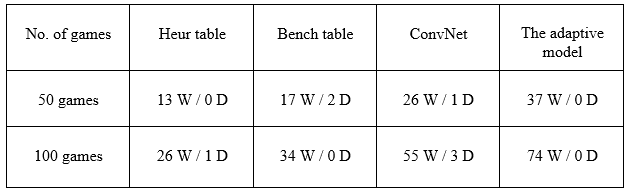 No. of games Heur table Bench table ConvNet The adaptive
model
50 games 13 W / 0 D 17 W / 2 D 26 W / 1 D 37 W / 0 D
100 games 26 W / 1 D 34 W / 0 D 55 W / 3 D 74 W / 0 D